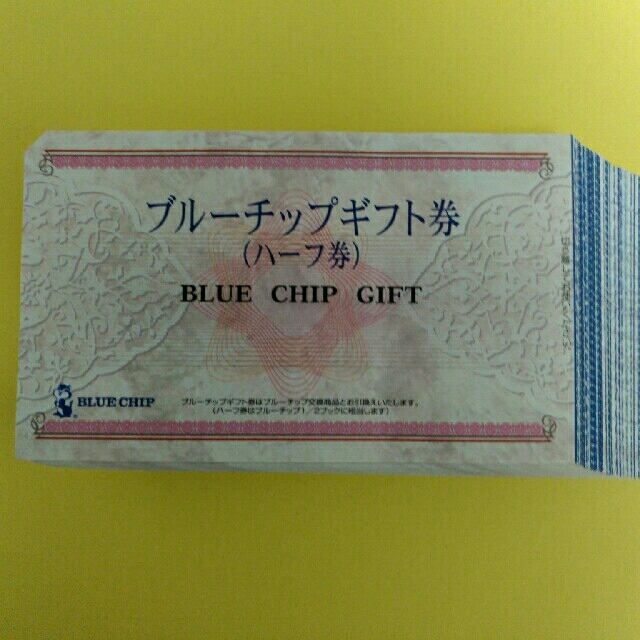 ブルーチップギフト券
(ハーフ券)
BLUE CHIP GIFT
BLUE CHIP
ブルーチップギフト券はブルーチップ交換商品とお引換えいたします。
(ハーフ券はブルーチップ1/2ブックに相当します)